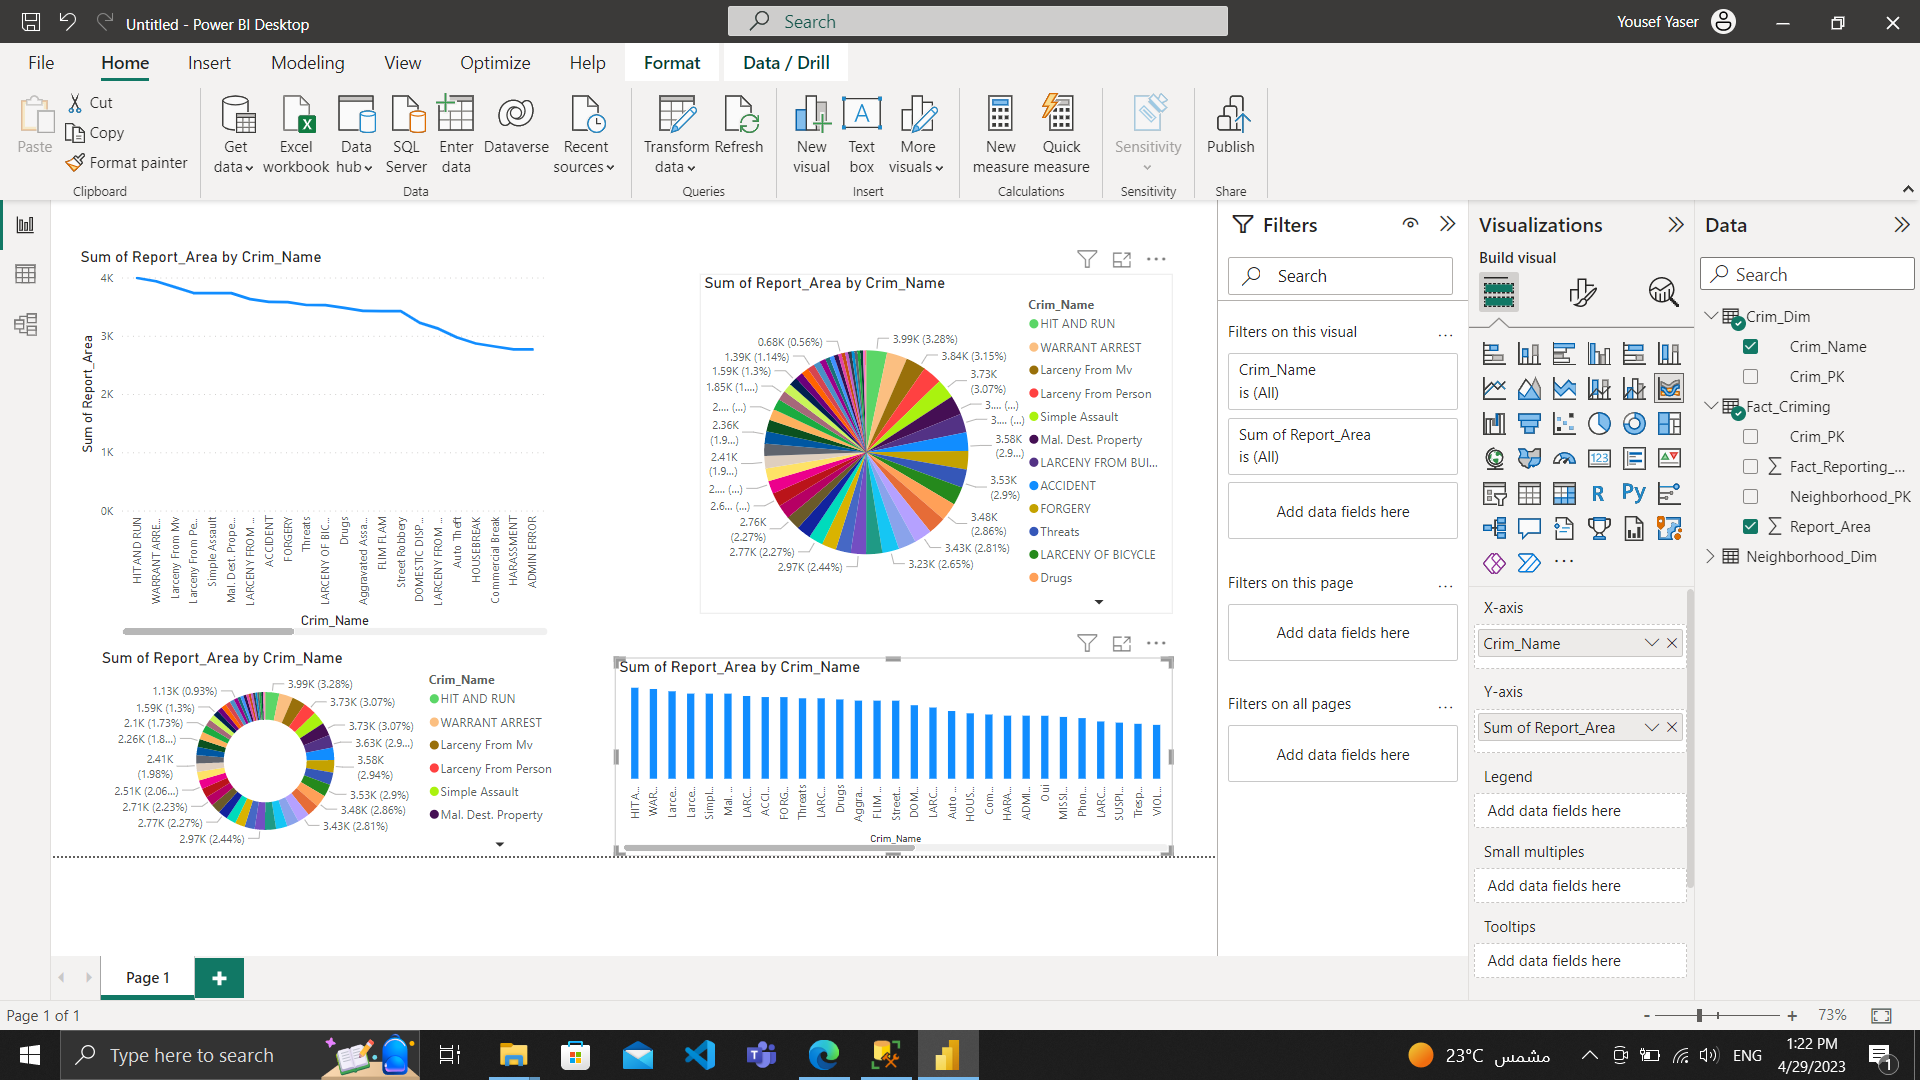 Untitled - Power BI Desktop
Search
Yousef Yaser
File
Home
Insert
Modeling
View
Optimize
Help
Format
Data / Drill
Paste
Cut
Copy
Format painter
Clipboard
Get data
Excel workbook
Data hub
SQL Server
Enter data
Dataverse
Recent sources
Data
Transform data
Refresh
Queries
New visual
Text box
More visuals
Insert
New measure
Quick measure
Calculations
Sensitivity
Sensitivity
Publish
Share
Sum of Report_Area by Crim_Name
4K
3K
2K
1K
0K
Sum of Report_Area
HIT AND RUN
WARRANT ARRE...
Larceny From Mv
Larceny From Pe...
Simple Assault
Mal. Dest. Prope...
LARCENY FROM ...
ACCIDENT
FORGERY
Threats
LARCENY OF BIC...
Drugs
Aggravated Assa...
FLIM FLAM
Street Robbery
DOMESTIC DISP...
LARCENY FROM ...
Auto Theft
HOUSEBREAK
Commercial Break
HARASSMENT
ADMIN ERROR
Crim_Name
Sum of Report_Area by Crim_Name
3.99K (3.28%)
3.84K (3.15%)
3.73K (3.07%)
3.... (...)
3.... (...)
3.58K (2.9...)
3.53K (2.9%)
3.48K (2.86%)
3.43K (2.81%)
3.23K (2.65%)
2.97K (2.44%)
2.77K (2.27%)
2.76K (2.27%)
2.6... (...)
2.... (...)
2.41K (1.9...)
2.36K (1.9...)
2.... (...)
1.85K (1....)
1.59K (1.3%)
1.39K (1.14%)
0.68K (0.56%)
Crim_Name
HIT AND RUN
WARRANT ARREST
Larceny From Mv
Larceny From Person
Simple Assault
Mal. Dest. Property
LARCENY FROM BUI...
ACCIDENT
FORGERY
Threats
LARCENY OF BICYCLE
Drugs
Sum of Report_Area by Crim_Name
3.99K (3.28%)
3.73K (3.07%)
3.73K (3.07%)
3.63K (2.9...)
3.58K (2.94%)
3.53K (2.9%)
3.48K (2.86%)
3.43K (2.81%)
2.97K (2.44%)
2.77K (2.27%)
2.71K (2.23%)
2.51K (2.06...)
2.41K (1.98%)
2.26K (1.8...)
2.1K (1.73%)
1.59K (1.3%)
1.13K (0.93%)
Crim_Name
HIT AND RUN
WARRANT ARREST
Larceny From Mv
Larceny From Person
Simple Assault
Mal. Dest. Property
Sum of Report_Area by Crim_Name
HIT A...
WAR...
Larce...
Larce...
Simpl...
Mal. ...
LARC...
ACCI...
FORG...
Threats
LARC...
Drugs
Aggra...
FLIM ...
Street...
DOM...
LARC...
Auto ...
HOUS...
Com...
HARA...
ADMI...
Oui
MISSI...
Phon...
LARC...
SUSPI...
Tresp...
VIOL...
Crim_Name
Filters
Search
Filters on this visual
...
Crim_Name
is (All)
Sum of Report_Area
is (All)
Add data fields here
Filters on this page
...
Add data fields here
Filters on all pages
...
Add data fields here
Visualizations
Build visual
123
R
Py
...
X-axis
Crim_Name
Y-axis
Sum of Report_Area
Legend
Add data fields here
Small multiples
Add data fields here
Tooltips
Add data fields here
Data
Search
Crim_Dim
Crim_Name
Crim_PK
Fact_Criming
Crim_PK
Fact_Reporting_...
Neighborhood_PK
Report_Area
Neighborhood_Dim
Page 1
Page 1 of 1
73%
Type here to search
23°C مشمس
ENG
1:22 PM
4/29/2023
1